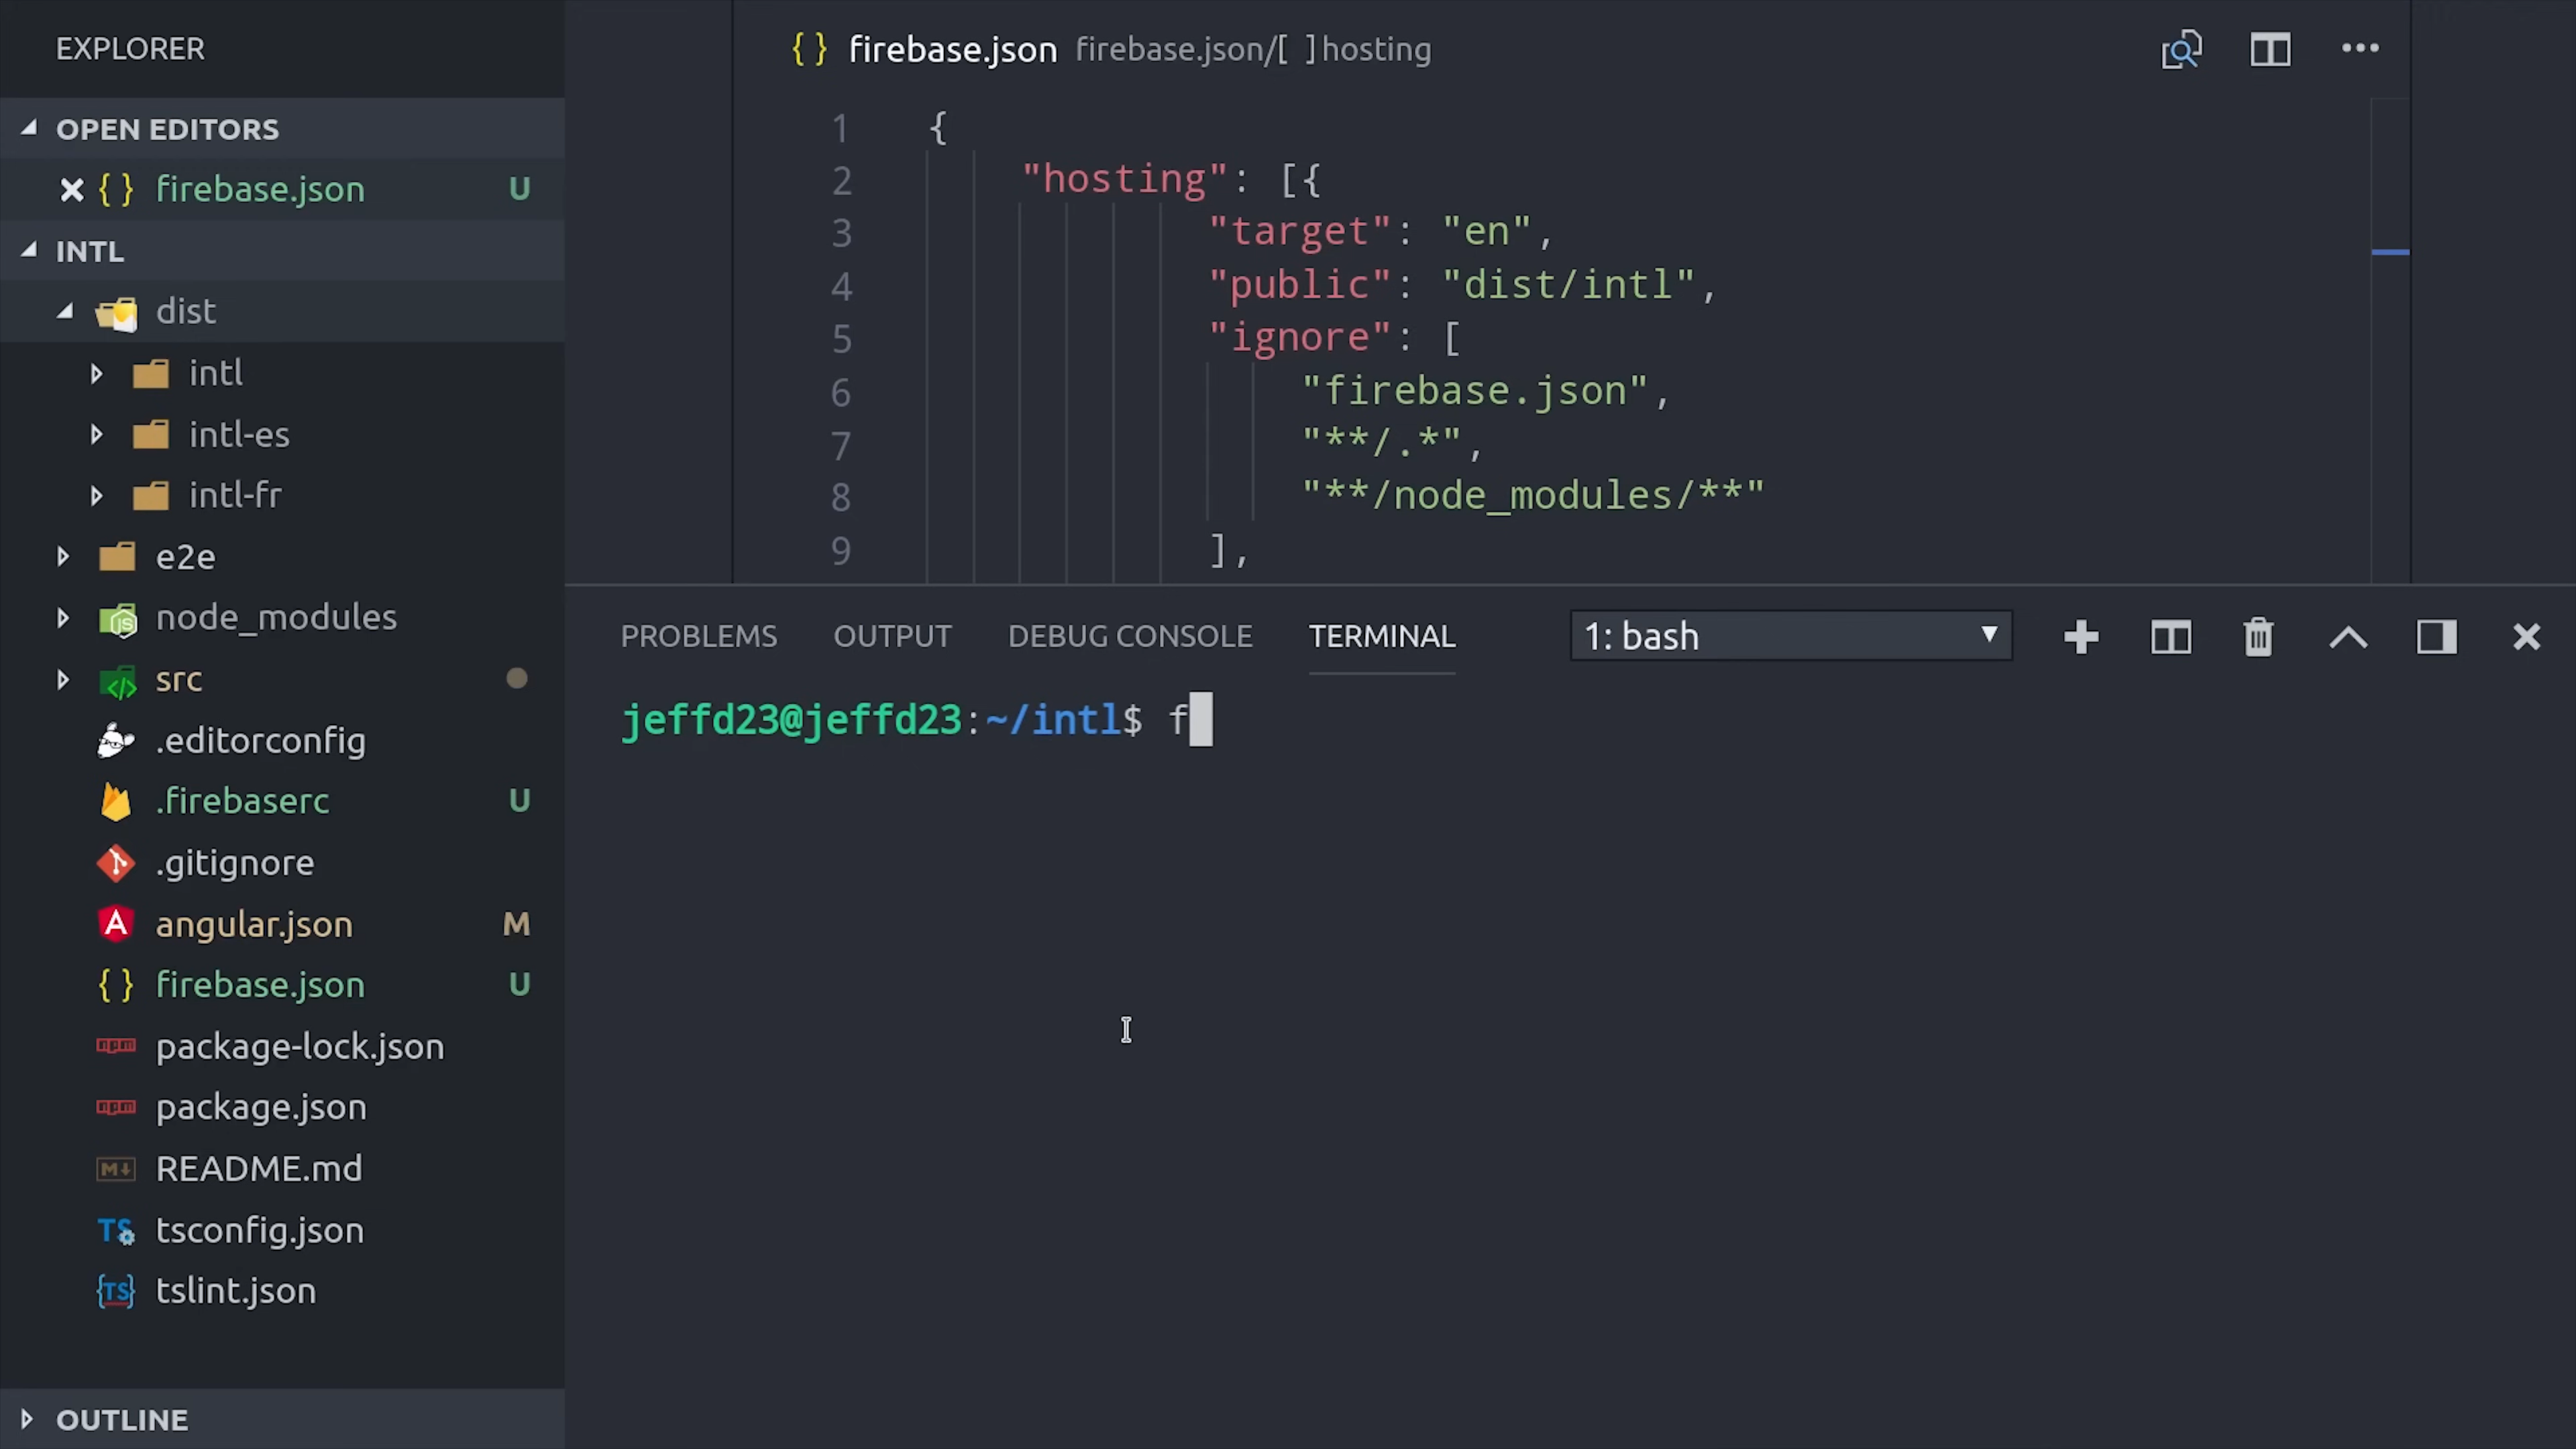 EXPLORER
OPEN EDITORS
firebase.json U
INTL
dist
intl
intl-es
intl-fr
e2e
node_modules
src
.editorconfig
.firebaserc U
.gitignore
angular.json M
firebase.json U
package-lock.json
package.json
README.md
tsconfig.json
tslint.json
OUTLINE
{ } firebase.json firebase.json/[ ]hosting
1 {
2 "hosting": [{
3 "target": "en",
4 "public": "dist/intl",
5 "ignore": [
6 "firebase.json",
7 "**/.*",
8 "**/node_modules/**"
9 ],
PROBLEMS OUTPUT DEBUG CONSOLE TERMINAL 1: bash
jeffd23@jeffd23:~/intl$ f